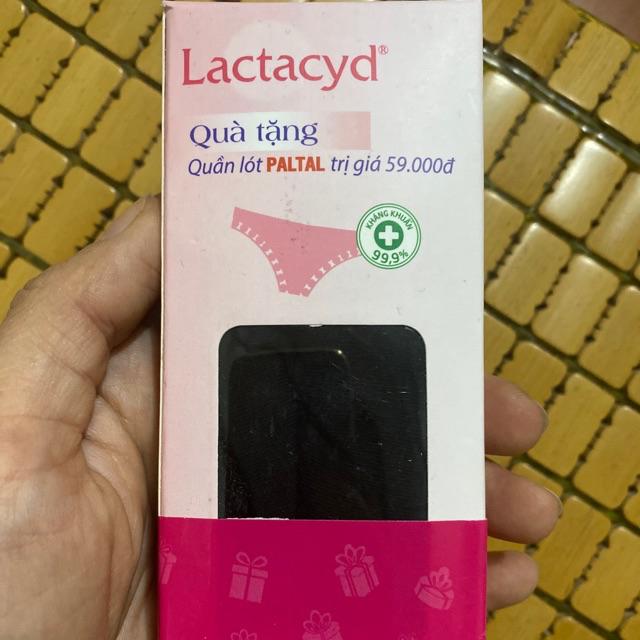 Lactacyd®
Quà tặng
Quần lót PALTAL trị giá 59.000đ
KHÁNG KHUẨN
99,9%